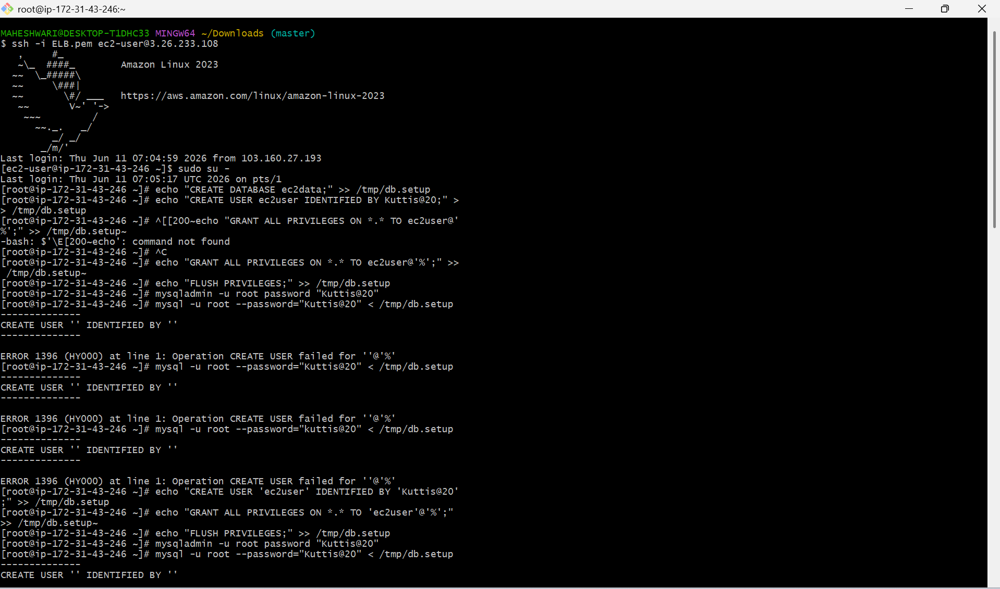 root@ip-172-31-43-246:~
MAHESHWARI@DESKTOP-T1DHC33 MINGW64 ~/Downloads (master)
$ ssh -i ELB.pem ec2-user@3.26.233.108
   ,     #_
   ~\_  ####_        Amazon Linux 2023
  ~~  \_#####\
  ~~     \###|
  ~~       \#/ ___   https://aws.amazon.com/linux/amazon-linux-2023
   ~~       V~' '->
    ~~~         /
      ~~._.   _/
         _/ _/
       _/m/'
Last login: Thu Jun 11 07:04:59 2026 from 103.160.27.193
[ec2-user@ip-172-31-43-246 ~]$ sudo su -
Last login: Thu Jun 11 07:05:17 UTC 2026 on pts/1
[root@ip-172-31-43-246 ~]# echo "CREATE DATABASE ec2data;" >> /tmp/db.setup
[root@ip-172-31-43-246 ~]# echo "CREATE USER ec2user IDENTIFIED BY Kuttis@20;" >
> /tmp/db.setup
[root@ip-172-31-43-246 ~]# ^[[200~echo "GRANT ALL PRIVILEGES ON *.* TO ec2user@'
%';" >> /tmp/db.setup~
-bash: $'\E[200~echo': command not found
[root@ip-172-31-43-246 ~]# ^C
[root@ip-172-31-43-246 ~]# echo "GRANT ALL PRIVILEGES ON *.* TO ec2user@'%';" >>
 /tmp/db.setup~
[root@ip-172-31-43-246 ~]# echo "FLUSH PRIVILEGES;" >> /tmp/db.setup
[root@ip-172-31-43-246 ~]# mysqladmin -u root password "Kuttis@20"
[root@ip-172-31-43-246 ~]# mysql -u root --password="Kuttis@20" < /tmp/db.setup
--------------
CREATE USER '' IDENTIFIED BY ''
--------------
ERROR 1396 (HY000) at line 1: Operation CREATE USER failed for ''@'%'
[root@ip-172-31-43-246 ~]# mysql -u root --password="Kuttis@20" < /tmp/db.setup
--------------
CREATE USER '' IDENTIFIED BY ''
--------------
ERROR 1396 (HY000) at line 1: Operation CREATE USER failed for ''@'%'
[root@ip-172-31-43-246 ~]# mysql -u root --password="kuttis@20" < /tmp/db.setup
--------------
CREATE USER '' IDENTIFIED BY ''
--------------
ERROR 1396 (HY000) at line 1: Operation CREATE USER failed for ''@'%'
[root@ip-172-31-43-246 ~]# echo "CREATE USER 'ec2user' IDENTIFIED BY 'Kuttis@20'
;" >> /tmp/db.setup
[root@ip-172-31-43-246 ~]# echo "GRANT ALL PRIVILEGES ON *.* TO 'ec2user'@'%';"
>> /tmp/db.setup~
[root@ip-172-31-43-246 ~]# echo "FLUSH PRIVILEGES;" >> /tmp/db.setup
[root@ip-172-31-43-246 ~]# mysqladmin -u root password "Kuttis@20"
[root@ip-172-31-43-246 ~]# mysql -u root --password="Kuttis@20" < /tmp/db.setup
--------------
CREATE USER '' IDENTIFIED BY ''